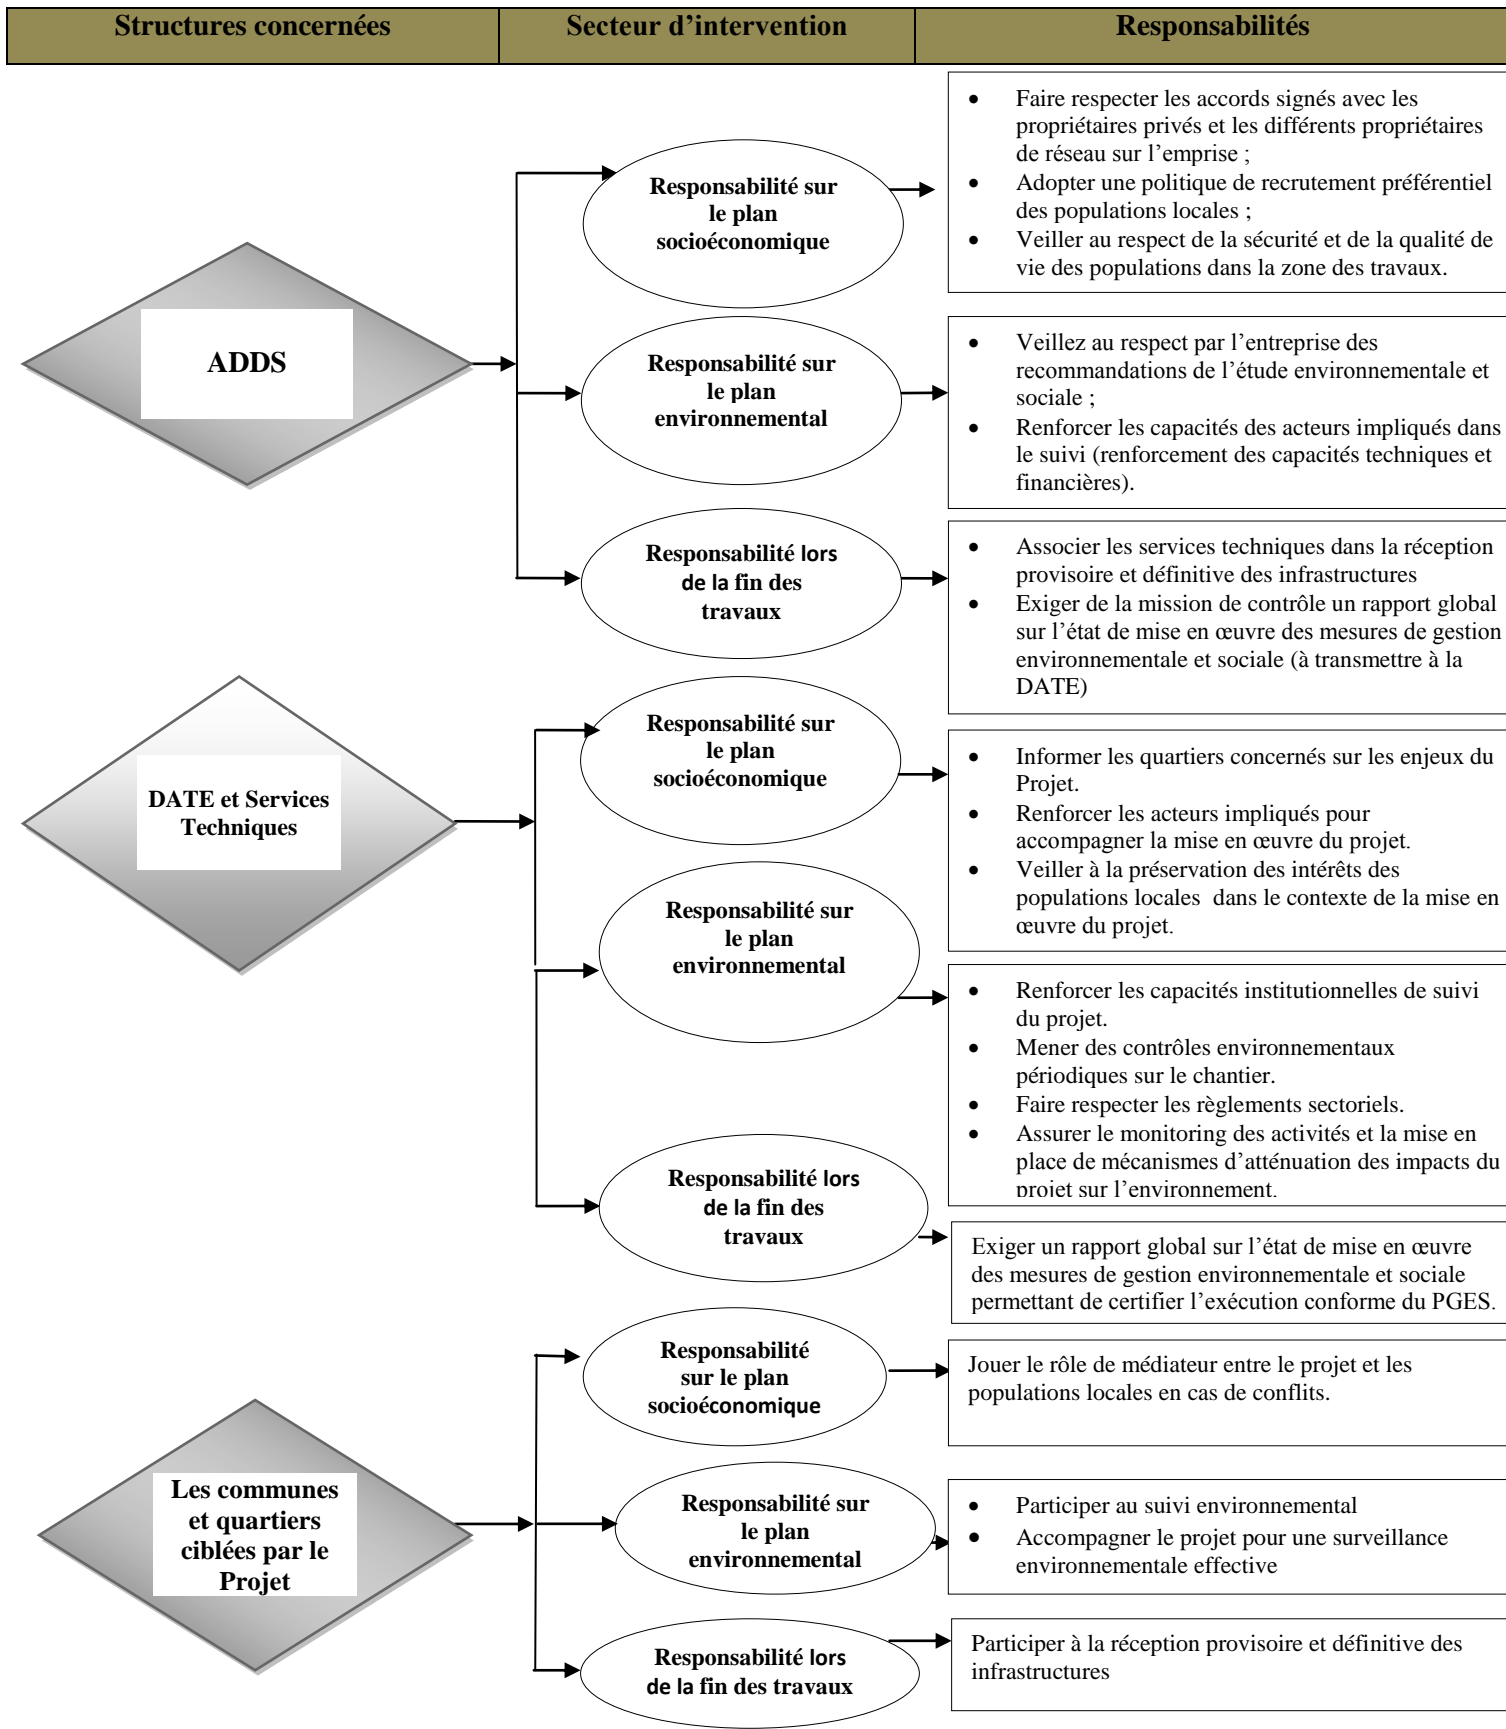 Structures concernées
Secteur d’intervention
Responsabilités
ADDS
Responsabilité sur
le plan
socioéconomique
• Faire respecter les accords signés avec les
propriétaires privés et les différents propriétaires
de réseau sur l’emprise ;
• Adopter une politique de recrutement préférentiel
des populations locales ;
• Veiller au respect de la sécurité et de la qualité de
vie des populations dans la zone des travaux.
Responsabilité sur
le plan
environnemental
• Veillez au respect par l’entreprise des
recommandations de l’étude environnementale et
sociale ;
• Renforcer les capacités des acteurs impliqués dans
le suivi (renforcement des capacités techniques et
financières).
Responsabilité lors
de la fin des
travaux
• Associer les services techniques dans la réception
provisoire et définitive des infrastructures
• Exiger de la mission de contrôle un rapport global
sur l’état de mise en œuvre des mesures de gestion
environnementale et sociale (à transmettre à la
DATE)
DATE et Services
Techniques
Responsabilité sur
le plan
socioéconomique
• Informer les quartiers concernés sur les enjeux du
Projet.
• Renforcer les acteurs impliqués pour
accompagner la mise en œuvre du projet.
• Veiller à la préservation des intérêts des
populations locales dans le contexte de la mise en
œuvre du projet.
Responsabilité sur
le plan
environnemental
• Renforcer les capacités institutionnelles de suivi
du projet.
• Mener des contrôles environnementaux
périodiques sur le chantier.
• Faire respecter les règlements sectoriels.
• Assurer le monitoring des activités et la mise en
place de mécanismes d’atténuation des impacts du
projet sur l’environnement.
Responsabilité lors
de la fin des
travaux
Exiger un rapport global sur l’état de mise en œuvre
des mesures de gestion environnementale et sociale
permettant de certifier l’exécution conforme du PGES.
Les communes
et quartiers
ciblées par le
Projet
Responsabilité
sur le plan
socioéconomique
Jouer le rôle de médiateur entre le projet et les
populations locales en cas de conflits.
Responsabilité sur
le plan
environnemental
• Participer au suivi environnemental
• Accompagner le projet pour une surveillance
environnementale effective
Responsabilité lors
de la fin des travaux
Participer à la réception provisoire et définitive des
infrastructures